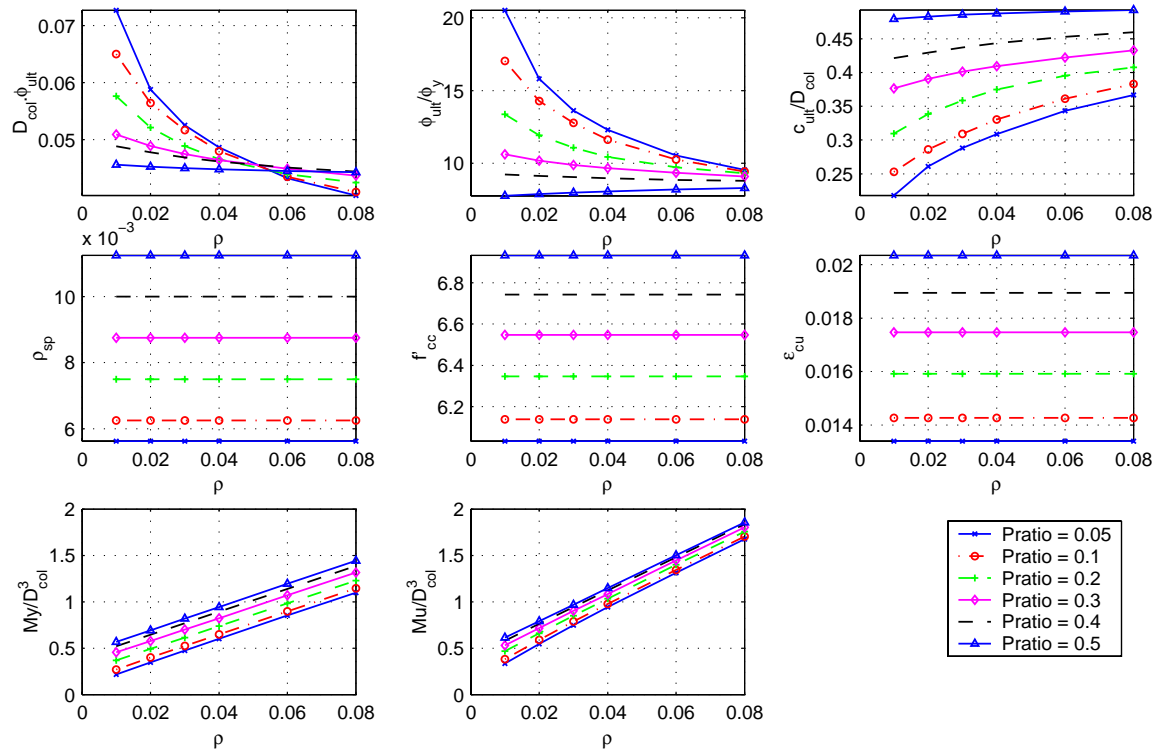 0.07
0.06
0.05
D_col.ϕ_ult
0 0.02 0.04 0.06 0.08
ρ
20
15
10
ϕ_ult/ϕ_y
0 0.02 0.04 0.06 0.08
ρ
0.45
0.4
0.35
0.3
0.25
c_ult/D_col
0 0.02 0.04 0.06 0.08
ρ
x 10^−3
10
8
6
ρ_sp
0 0.02 0.04 0.06 0.08
ρ
6.8
6.6
6.4
6.2
f'_cc
0 0.02 0.04 0.06 0.08
ρ
0.02
0.018
0.016
0.014
ε_cu
0 0.02 0.04 0.06 0.08
ρ
2
1.5
1
0.5
0
My/D^3_col
0 0.02 0.04 0.06 0.08
ρ
2
1.5
1
0.5
0
Mu/D^3_col
0 0.02 0.04 0.06 0.08
ρ
Pratio = 0.05
Pratio = 0.1
Pratio = 0.2
Pratio = 0.3
Pratio = 0.4
Pratio = 0.5